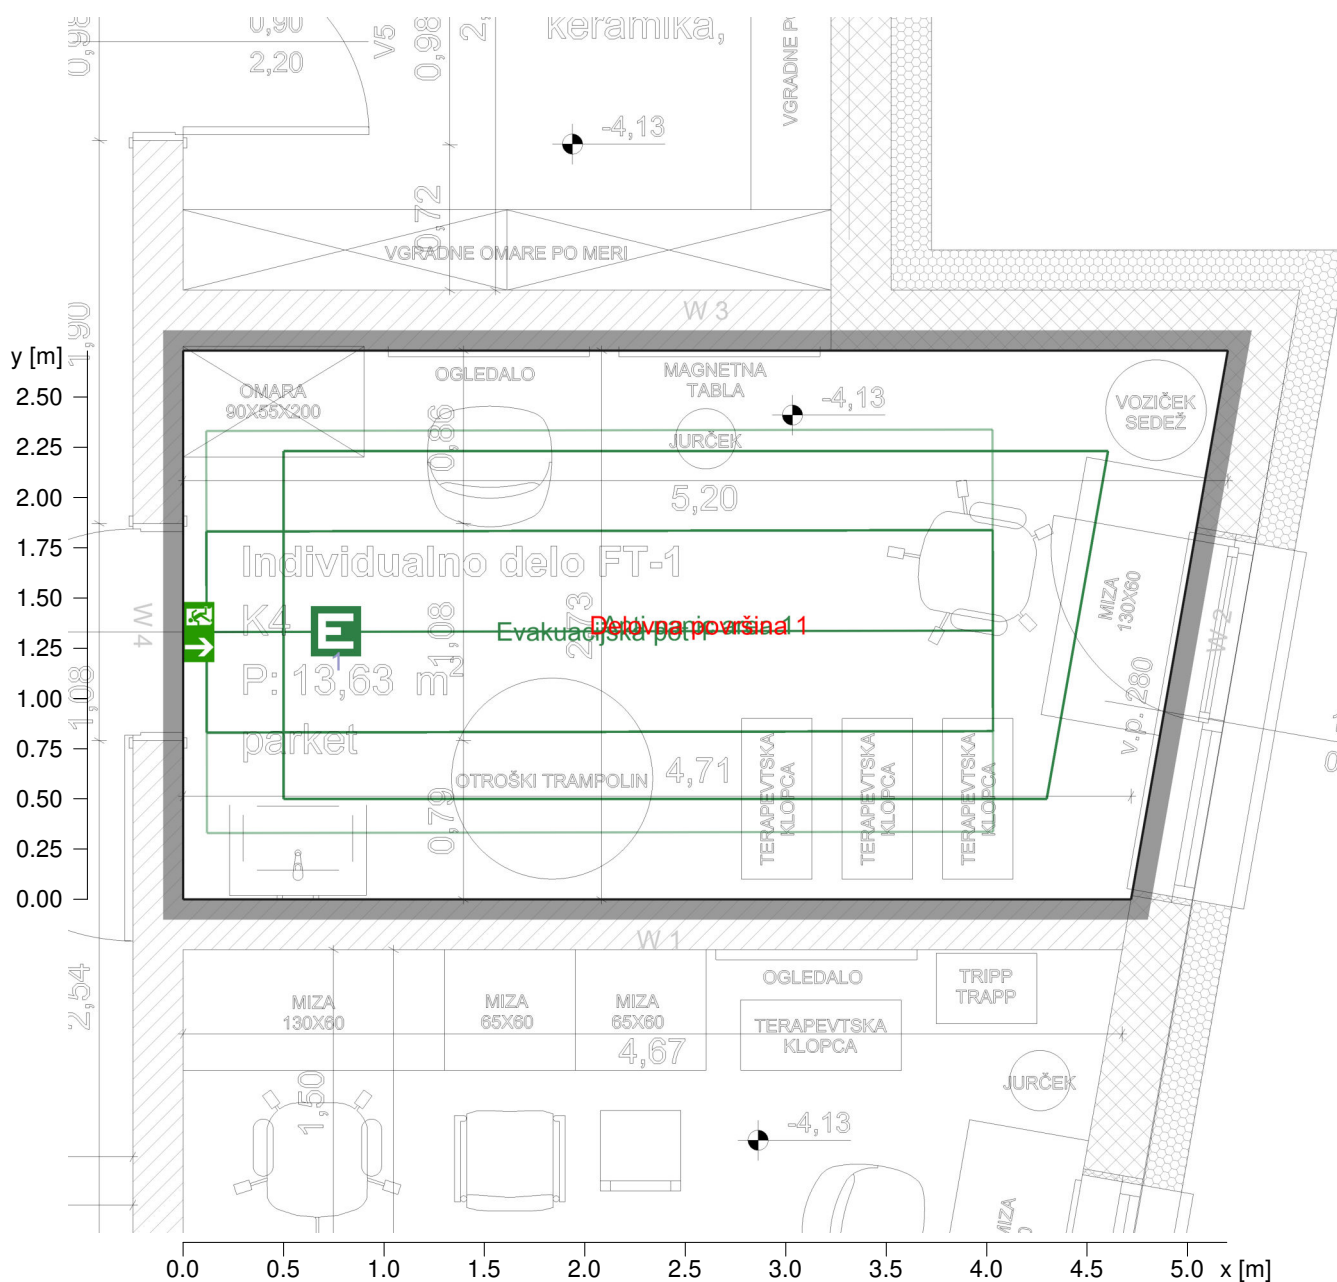 0,90
2,20
V5
0,98
0,98
keramika,
-4,13
0,72
VGRADNE OMARE PO MERI
1,90
W 3
y [m]
2.50
2.25
2.00
1.75
1.50
1.25
1.00
0.75
0.50
0.25
0.00
OMARA
90X55X200
OGLEDALO
0,86
MAGNETNA
TABLA
-4,13
JURČEK
VOZIČEK
SEDEŽ
5,20
Individualno delo FT-1
K4
P: 13,63 m²
parket
1,08
2,73
E
1
Evakuacijska pot 1
Delovna površina 1
MIZA
130X60
W 2
W 4
v.p. 280
1,08
OTROŠKI TRAMPOLIN
4,71
0,79
TERAPEVTSKA
KLOPCA
TERAPEVTSKA
KLOPCA
TERAPEVTSKA
KLOPCA
W 1
2,54
MIZA
130X60
MIZA
65X60
MIZA
65X60
4,67
OGLEDALO
TERAPEVTSKA
KLOPCA
TRIPP
TRAPP
JURČEK
1,50
-4,13
MIZA
0.0
0.5
1.0
1.5
2.0
2.5
3.0
3.5
4.0
4.5
5.0
x [m]